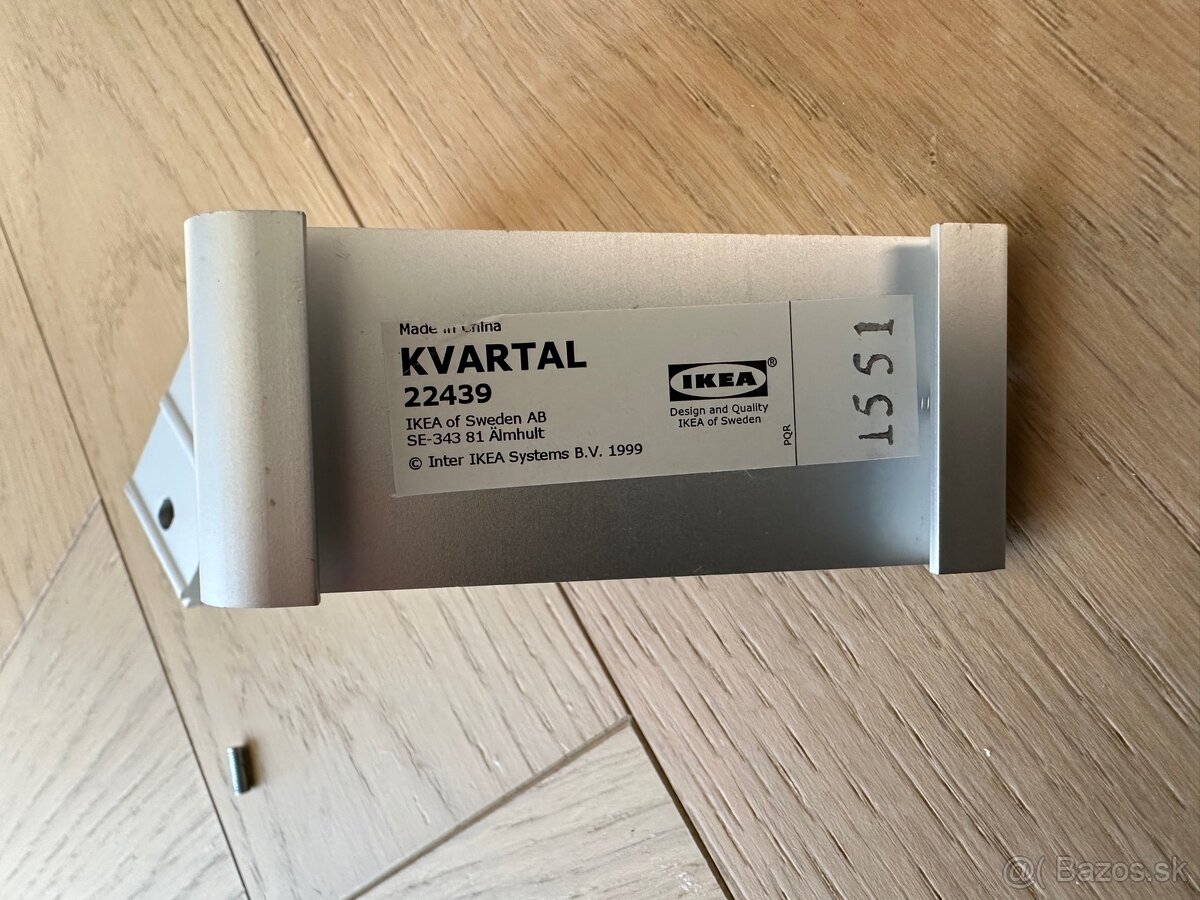 Made in China
KVARTAL
22439
IKEA of Sweden AB
SE-343 81 Älmhult
© Inter IKEA Systems B.V. 1999
IKEA®
Design and Quality
IKEA of Sweden
PQR
1551
@( Bazos.sk